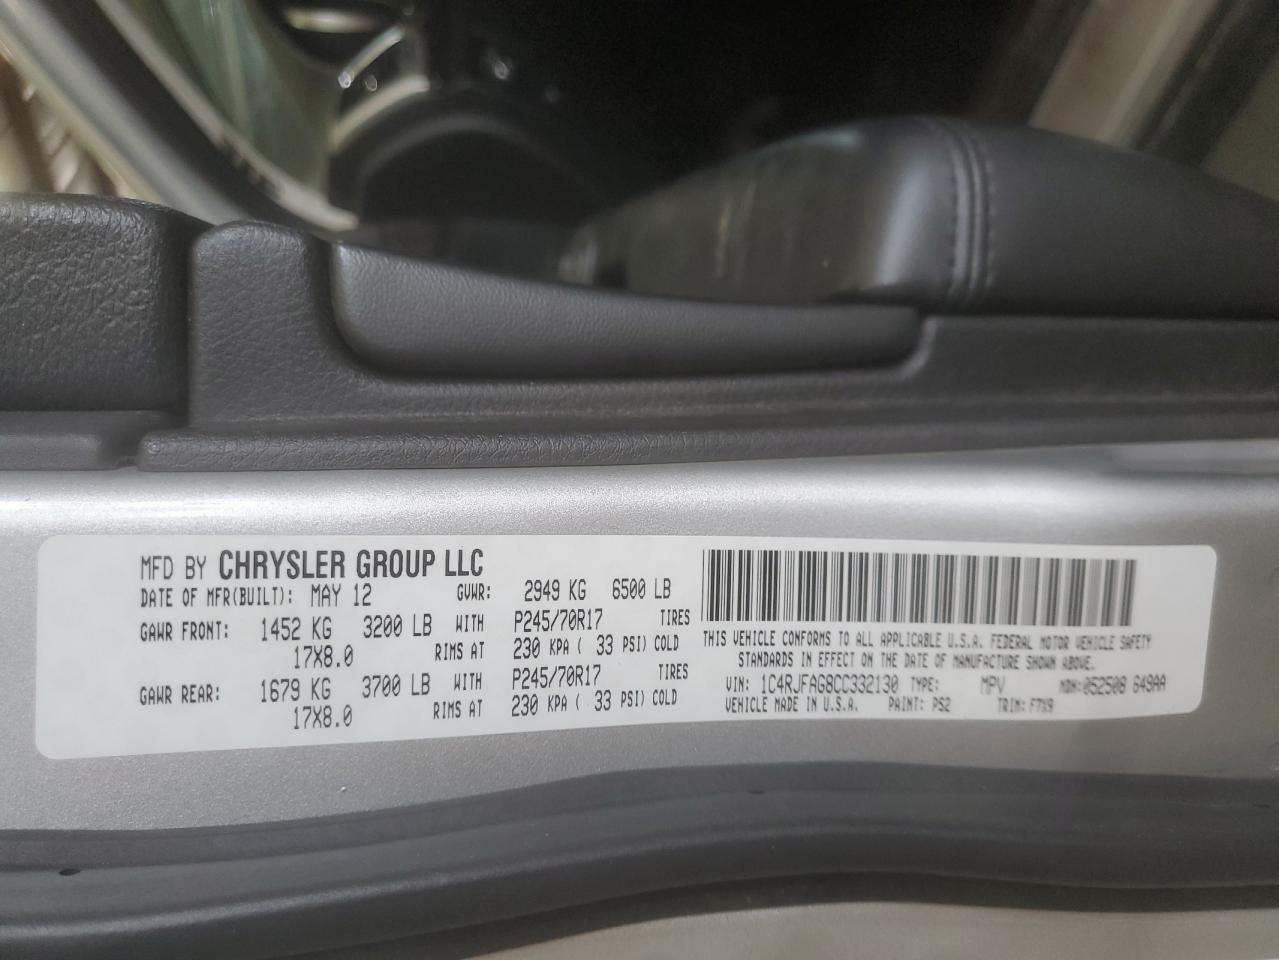 MFD BY CHRYSLER GROUP LLC
DATE OF MFR(BUILT): MAY 12 GVWR: 2949 KG 6500 LB
GAWR FRONT: 1452 KG 3200 LB WITH P245/70R17 TIRES
17X8.0 RIMS AT 230 KPA ( 33 PSI) COLD
GAWR REAR: 1679 KG 3700 LB WITH P245/70R17 TIRES
17X8.0 RIMS AT 230 KPA ( 33 PSI) COLD
THIS VEHICLE CONFORMS TO ALL APPLICABLE U.S.A. FEDERAL MOTOR VEHICLE SAFETY
STANDARDS IN EFFECT ON THE DATE OF MANUFACTURE SHOWN ABOVE.
VIN: 1C4RJFAG8CC332130 TYPE: MPV MDH: 052508 649AA
VEHICLE MADE IN U.S.A. PAINT: PS2 TRIM: F7X9